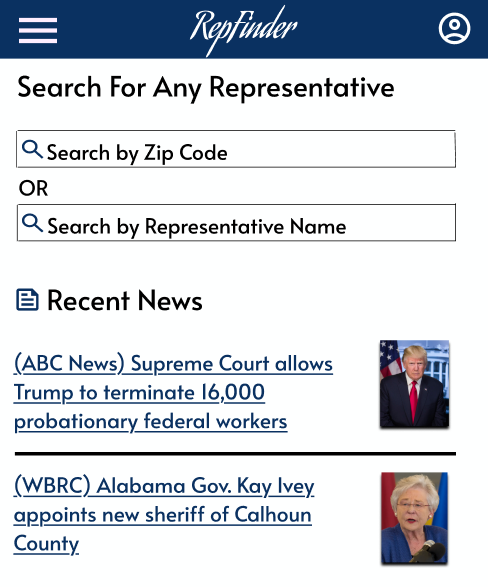 RepFinder
Search For Any Representative
Search by Zip Code
OR
Search by Representative Name
Recent News
(ABC News) Supreme Court allows
Trump to terminate 16,000
probationary federal workers
(WBRC) Alabama Gov. Kay Ivey
appoints new sheriff of Calhoun
County